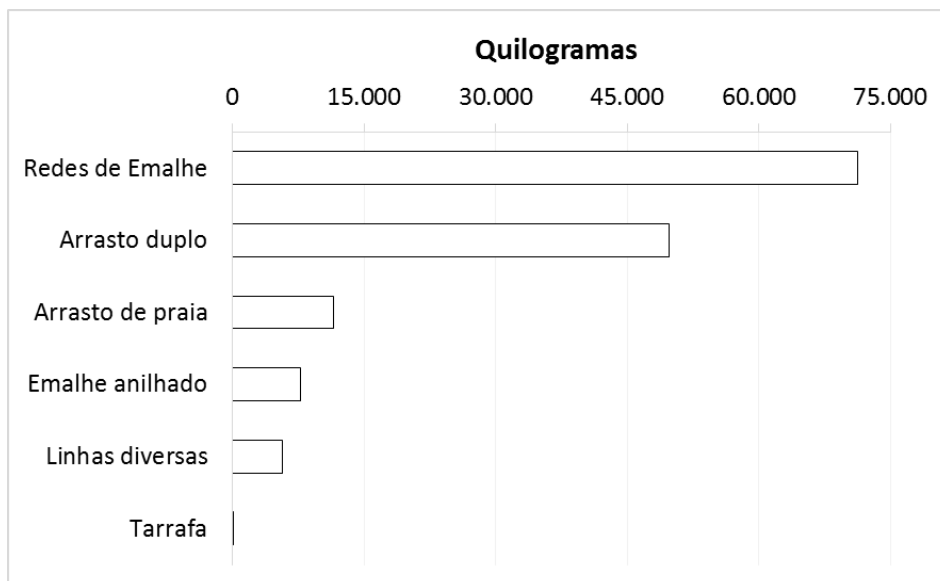 Quilogramas
0 15.000 30.000 45.000 60.000 75.000
Redes de Emalhe
Arrasto duplo
Arrasto de praia
Emalhe anilhado
Linhas diversas
Tarrafa